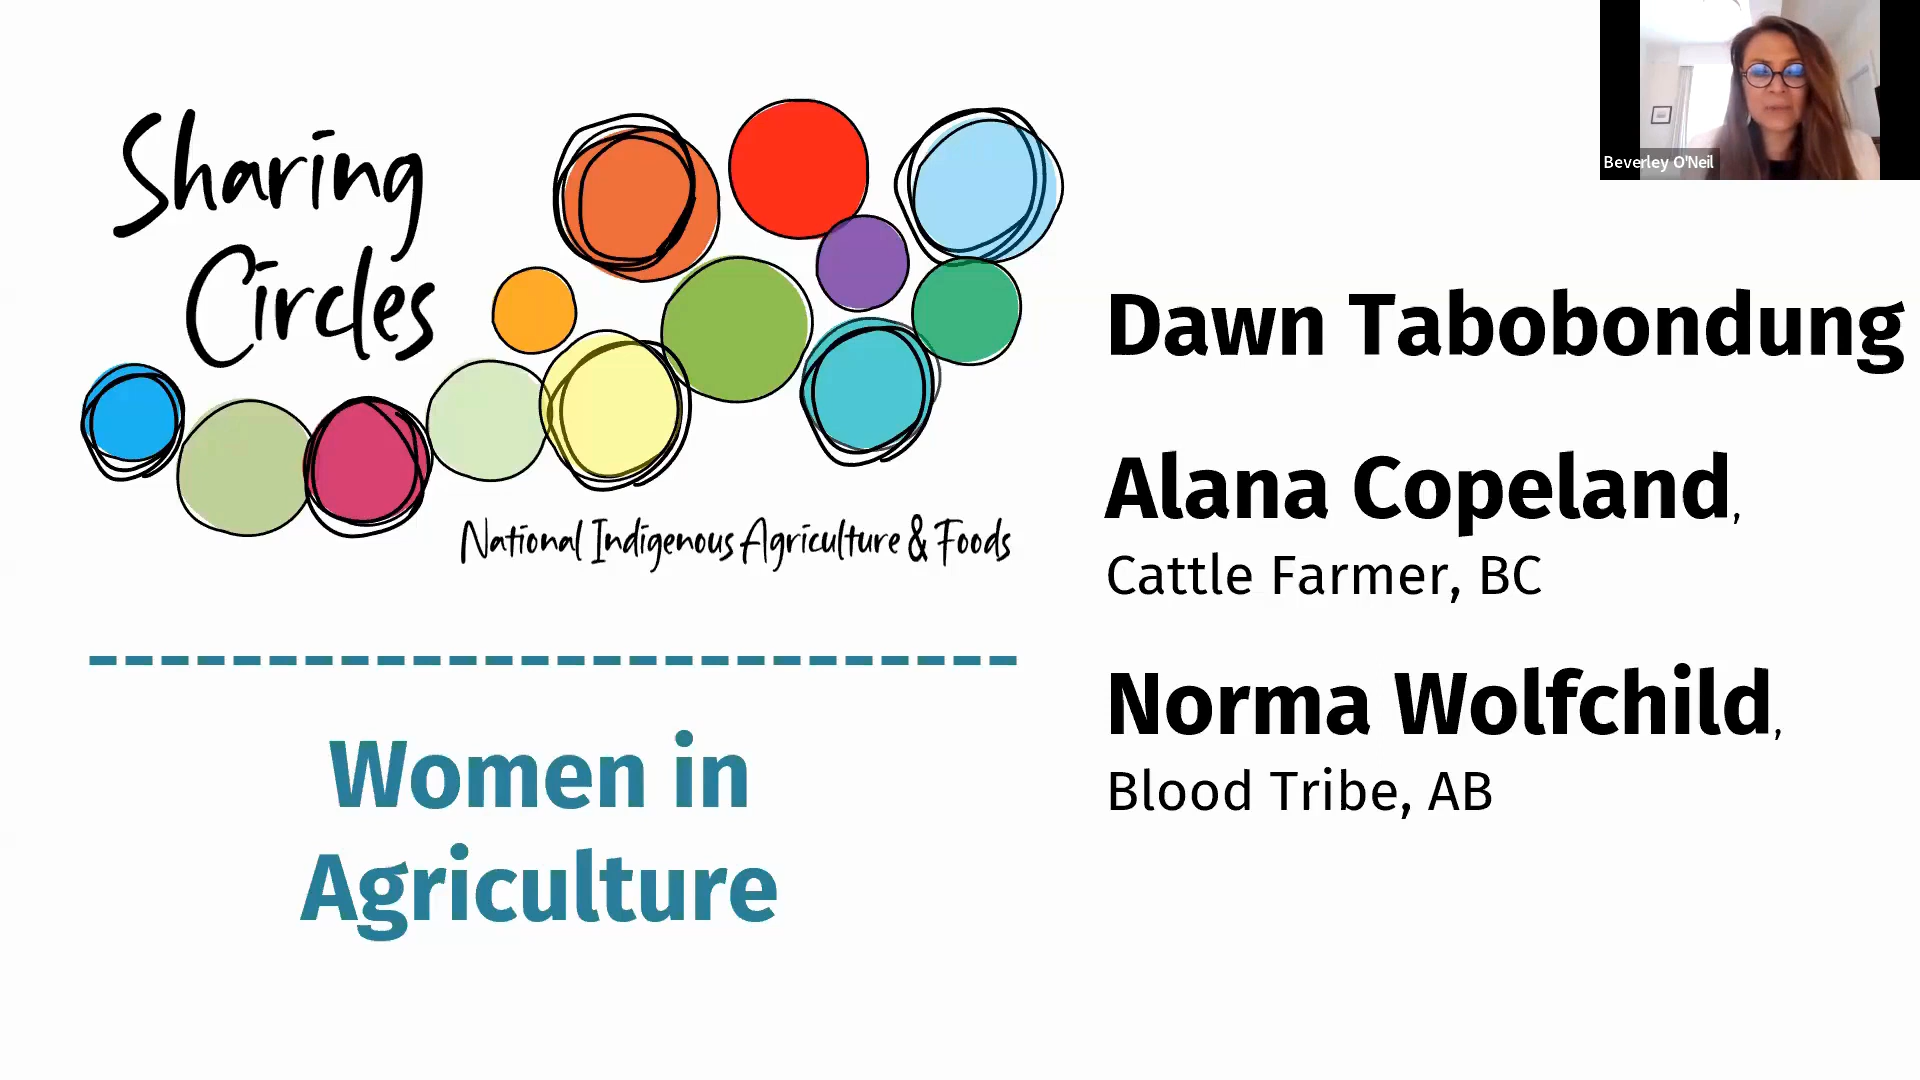 Sharing
Circles
National Indigenous Agriculture & Foods
Women in
Agriculture
Beverley O'Neil
Dawn Tabobondung
Alana Copeland,
Cattle Farmer, BC
Norma Wolfchild,
Blood Tribe, AB